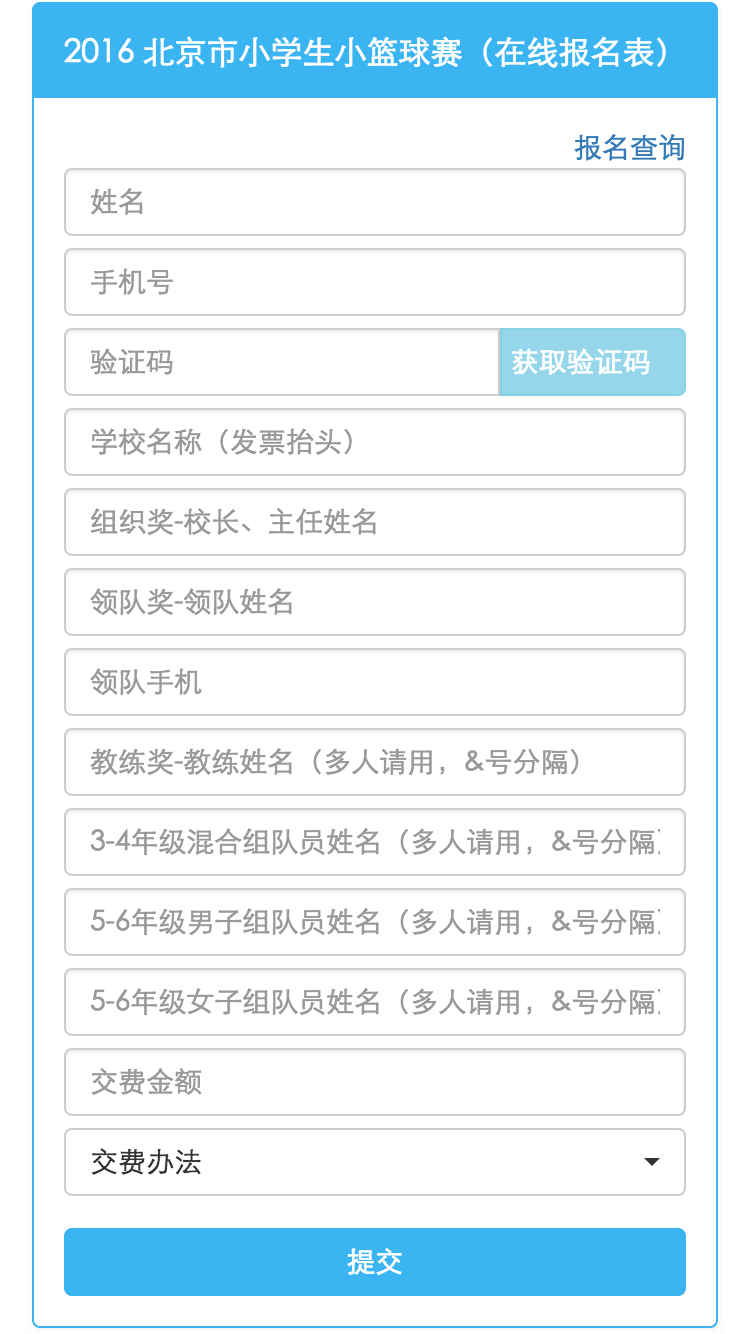 2016 北京市小学生小篮球赛（在线报名表）
报名查询
姓名
手机号
验证码 获取验证码
学校名称（发票抬头）
组织奖-校长、主任姓名
领队奖-领队姓名
领队手机
教练奖-教练姓名（多人请用，&号分隔）
3-4年级混合组队员姓名（多人请用，&号分隔）
5-6年级男子组队员姓名（多人请用，&号分隔）
5-6年级女子组队员姓名（多人请用，&号分隔）
交费金额
交费办法
提交